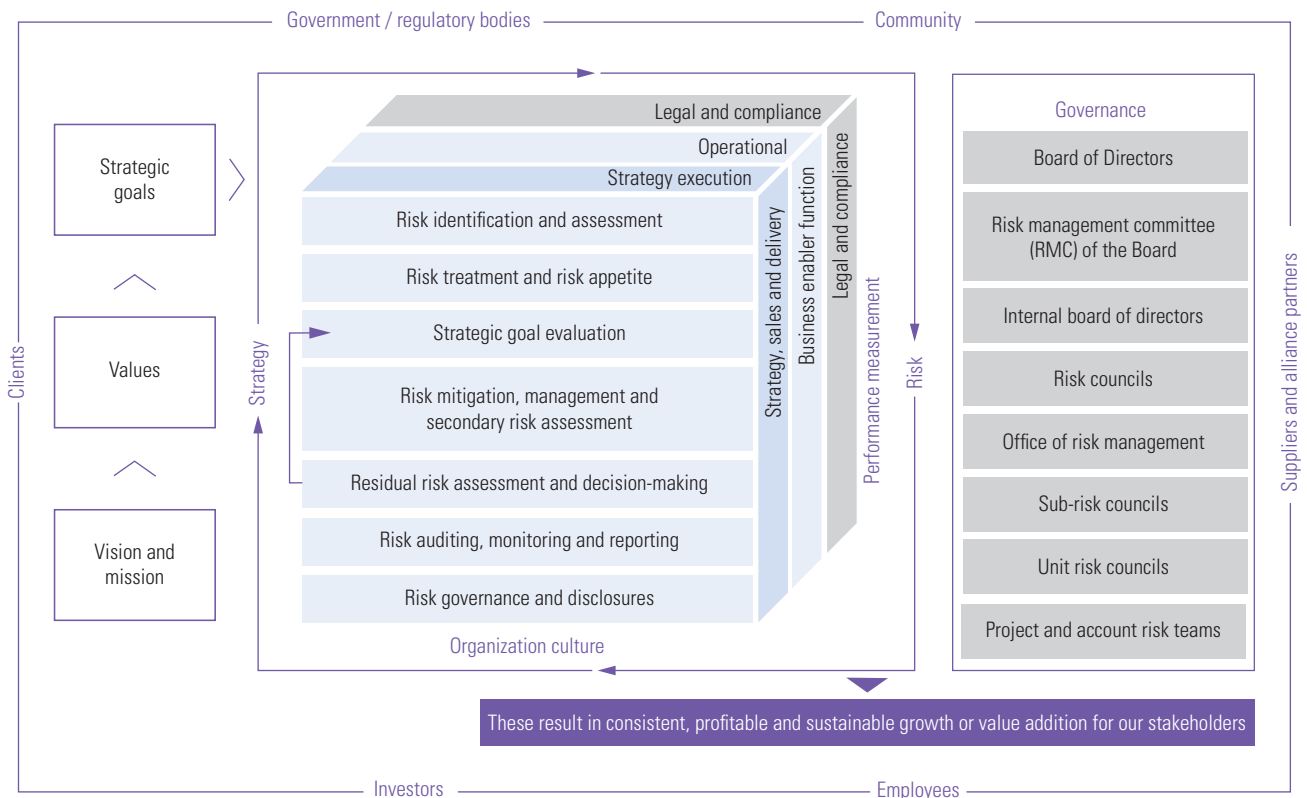 Government / regulatory bodies
Community
Clients
Strategic
goals
Values
Vision and
mission
Strategy
Legal and compliance
Operational
Strategy execution
Risk identification and assessment
Risk treatment and risk appetite
Strategic goal evaluation
Risk mitigation, management and
secondary risk assessment
Residual risk assessment and decision-making
Risk auditing, monitoring and reporting
Risk governance and disclosures
Strategy, sales and delivery
Business enabler function
Legal and compliance
Performance measurement
Risk
Organization culture
Governance
Board of Directors
Risk management committee
(RMC) of the Board
Internal board of directors
Risk councils
Office of risk management
Sub-risk councils
Unit risk councils
Project and account risk teams
Suppliers and alliance partners
These result in consistent, profitable and sustainable growth or value addition for our stakeholders
Investors
Employees